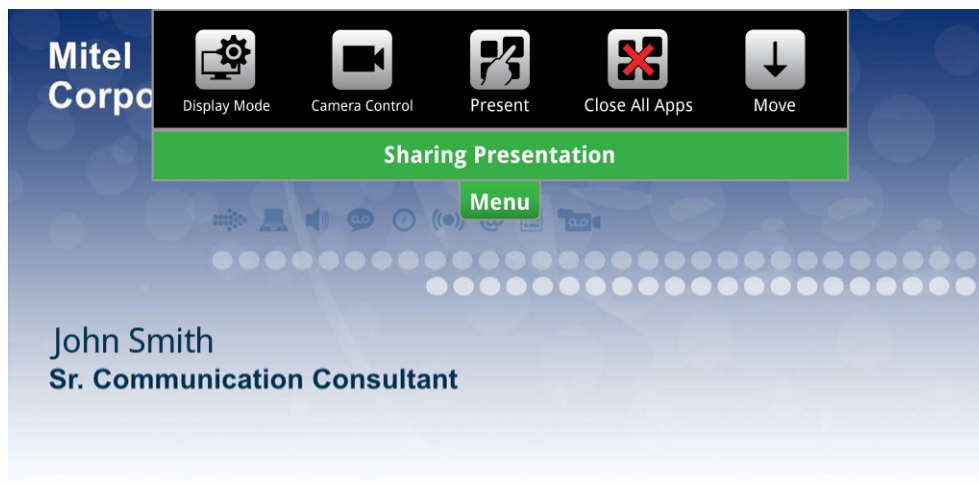 Mitel
Corpo
Display Mode
Camera Control
Present
Close All Apps
Move
Sharing Presentation
Menu
John Smith
Sr. Communication Consultant